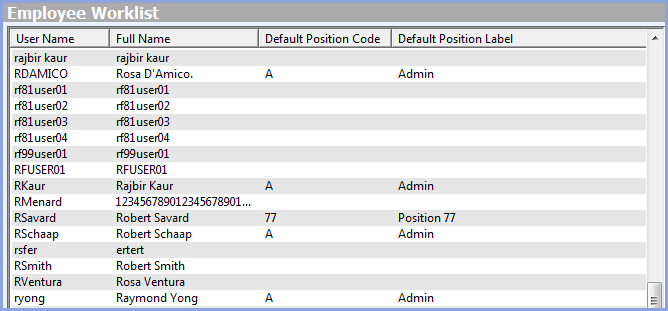 Employee Worklist
User Name Full Name Default Position Code Default Position Label
rajbir kaur rajbir kaur
RDAMICO Rosa D'Amico. A Admin
rf81user01 rf81user01
rf81user02 rf81user02
rf81user03 rf81user03
rf81user04 rf81user04
rf99user01 rf99user01
RFUSER01 RFUSER01
RKaur Rajbir Kaur A Admin
RMenard 123456789012345678901...
RSavard Robert Savard 77 Position 77
RSchaap Robert Schaap A Admin
rsfer ertert
RSmith Robert Smith
RVentura Rosa Ventura
ryong Raymond Yong A Admin